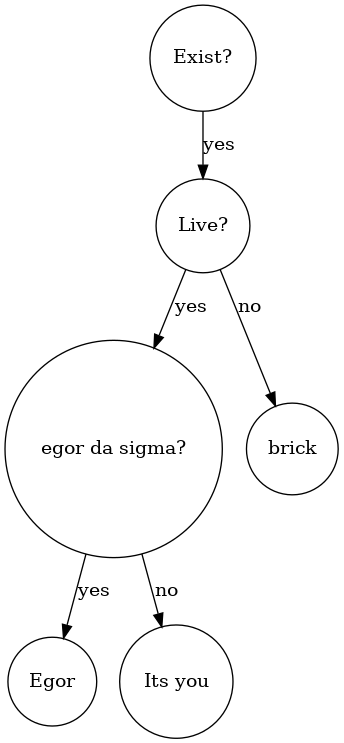 Exist?
yes
Live?
yes
no
egor da sigma?
brick
yes
no
Egor
Its you